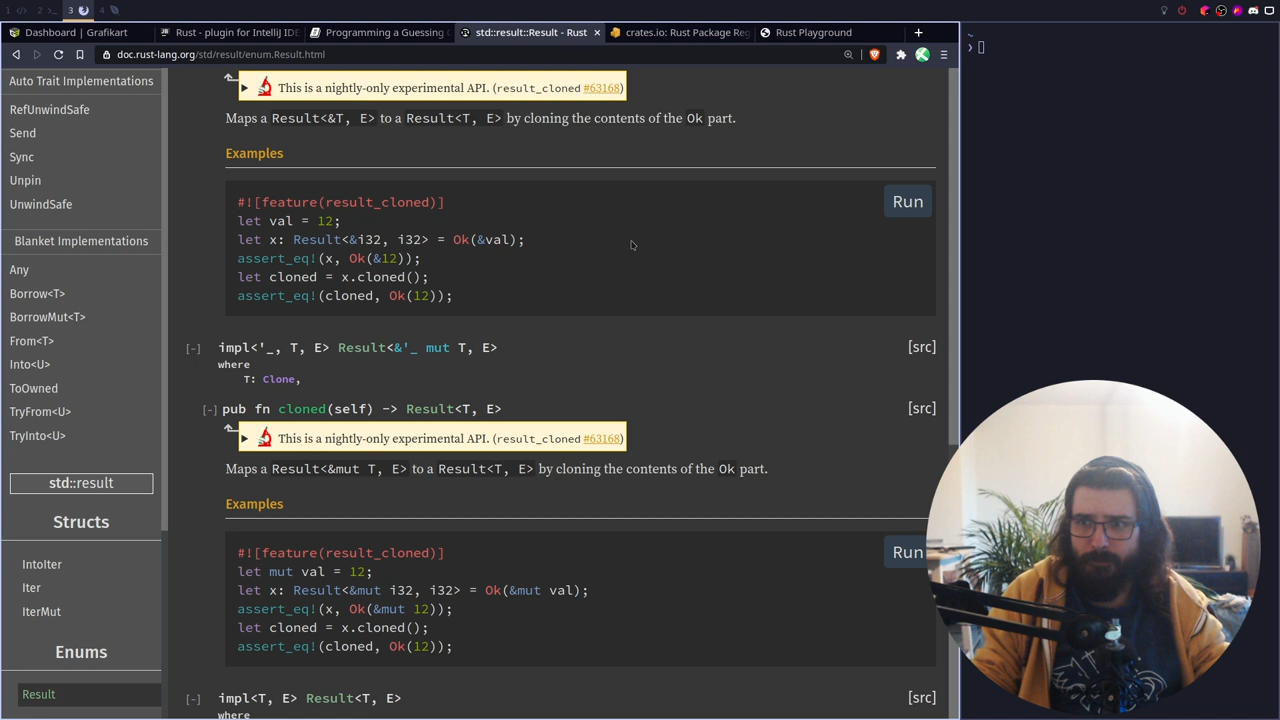 1
2
3
4
Dashboard | Grafikart
Rust - plugin for IntelliJ IDE
Programming a Guessing G
std::result::Result - Rust
crates.io: Rust Package Reg
Rust Playground
doc.rust-lang.org/std/result/enum.Result.html
Auto Trait Implementations
RefUnwindSafe
Send
Sync
Unpin
UnwindSafe
Blanket Implementations
Any
Borrow<T>
BorrowMut<T>
From<T>
Into<U>
ToOwned
TryFrom<U>
TryInto<U>
std::result
Structs
IntoIter
Iter
IterMut
Enums
Result
This is a nightly-only experimental API. (result_cloned #63168)
Maps a Result<&T, E> to a Result<T, E> by cloning the contents of the Ok part.
Examples
Run
#![feature(result_cloned)]
let val = 12;
let x: Result<&i32, i32> = Ok(&val);
assert_eq!(x, Ok(&12));
let cloned = x.cloned();
assert_eq!(cloned, Ok(12));
[-] impl<'_, T, E> Result<&'_ mut T, E> [src]
where
T: Clone,
[-] pub fn cloned(self) -> Result<T, E> [src]
This is a nightly-only experimental API. (result_cloned #63168)
Maps a Result<&mut T, E> to a Result<T, E> by cloning the contents of the Ok part.
Examples
Run
#![feature(result_cloned)]
let mut val = 12;
let x: Result<&mut i32, i32> = Ok(&mut val);
assert_eq!(x, Ok(&mut 12));
let cloned = x.cloned();
assert_eq!(cloned, Ok(12));
[-] impl<T, E> Result<T, E> [src]
where
~
❯